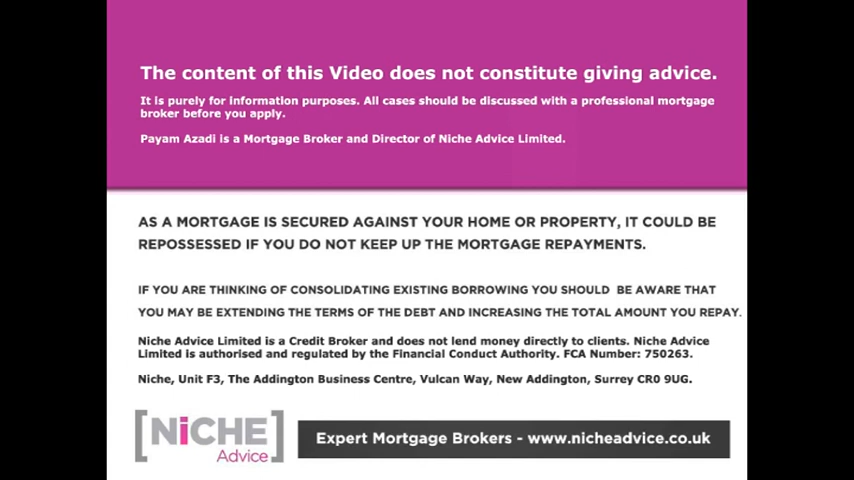 The content of this Video does not constitute giving advice.
It is purely for information purposes. All cases should be discussed with a professional mortgage
broker before you apply.
Payam Azadi is a Mortgage Broker and Director of Niche Advice Limited.
AS A MORTGAGE IS SECURED AGAINST YOUR HOME OR PROPERTY, IT COULD BE
REPOSSESSED IF YOU DO NOT KEEP UP THE MORTGAGE REPAYMENTS.
IF YOU ARE THINKING OF CONSOLIDATING EXISTING BORROWING YOU SHOULD BE AWARE THAT
YOU MAY BE EXTENDING THE TERMS OF THE DEBT AND INCREASING THE TOTAL AMOUNT YOU REPAY.
Niche Advice Limited is a Credit Broker and does not lend money directly to clients. Niche Advice
Limited is authorised and regulated by the Financial Conduct Authority. FCA Number: 750263.
Niche, Unit F3, The Addington Business Centre, Vulcan Way, New Addington, Surrey CR0 9UG.
[NiCHE]
Advice
Expert Mortgage Brokers - www.nicheadvice.co.uk